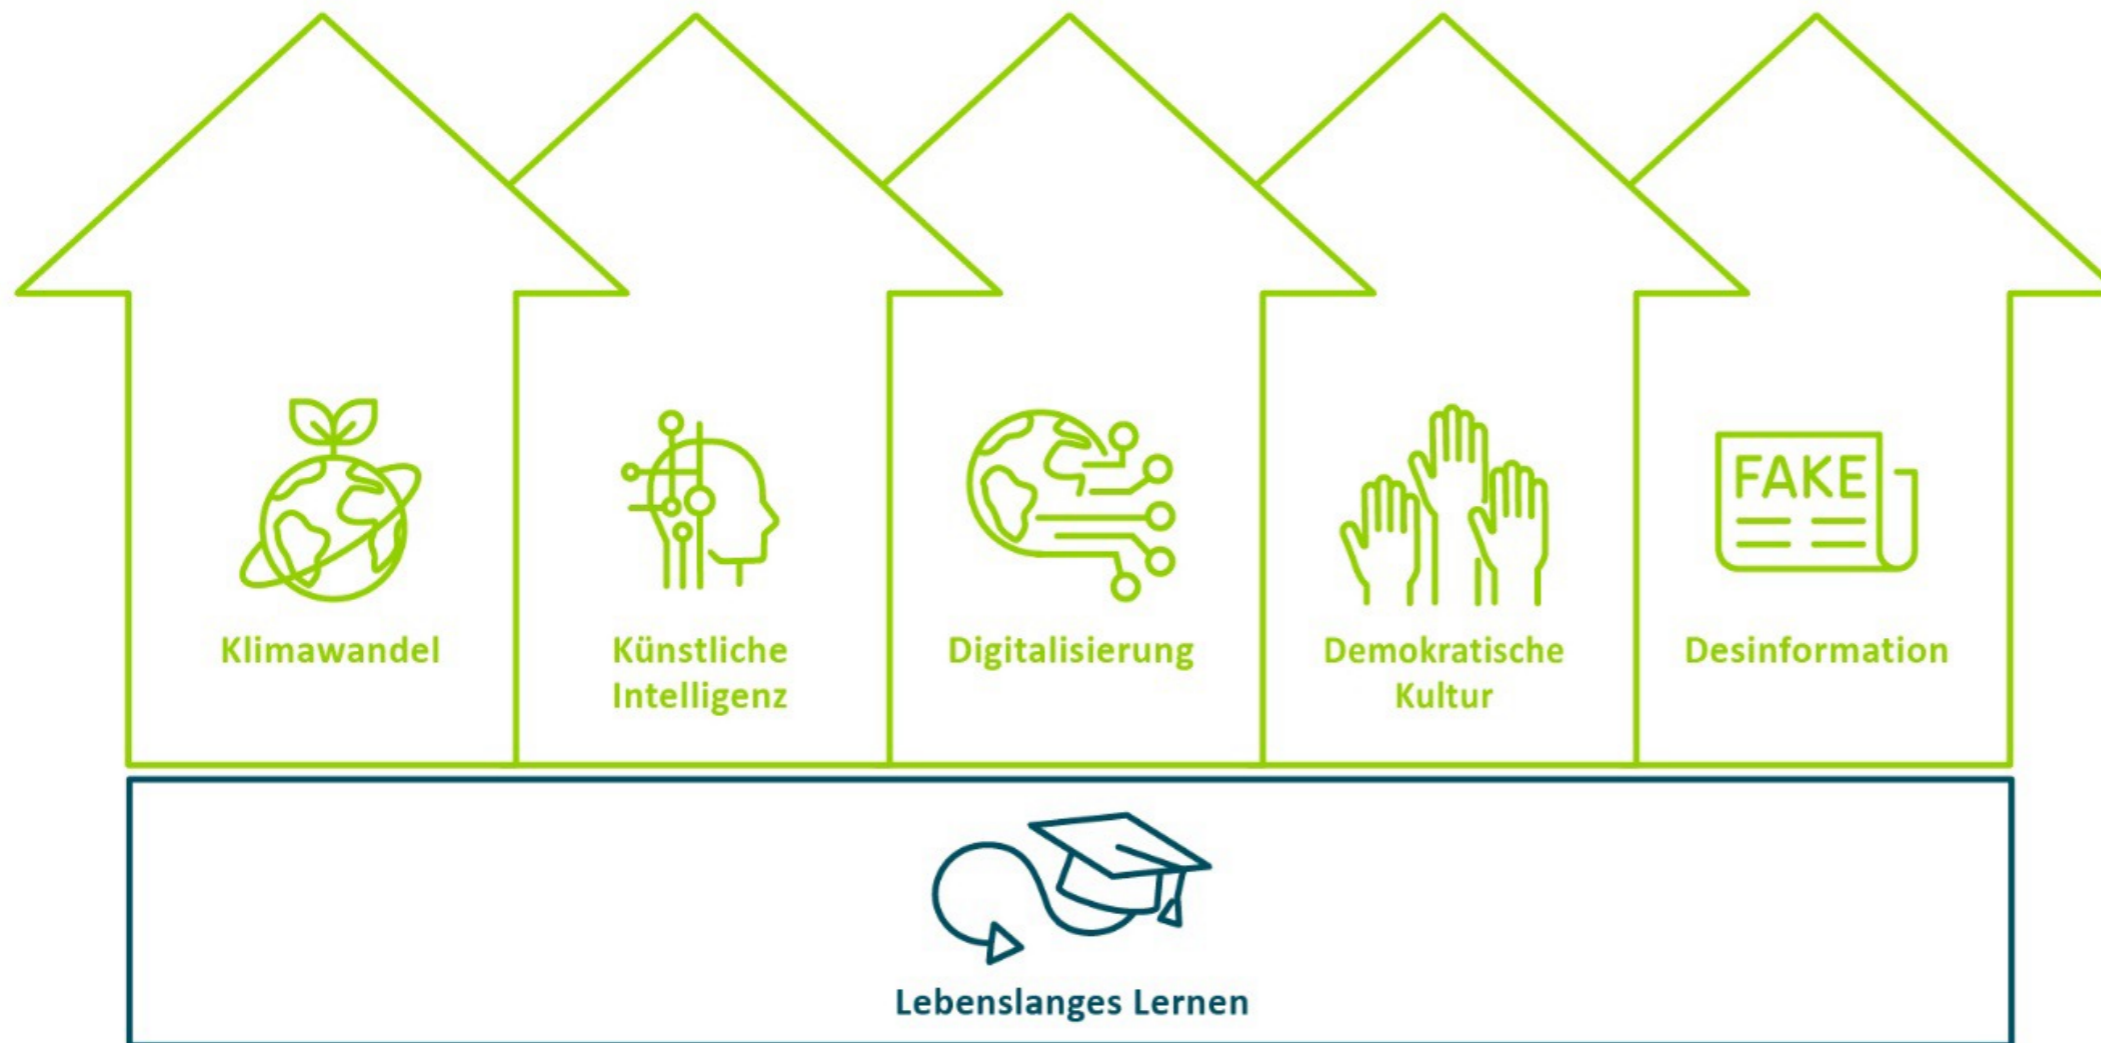 FAKE
Klimawandel
Künstliche
Intelligenz
Digitalisierung
Demokratische
Kultur
Desinformation
Lebenslanges Lernen